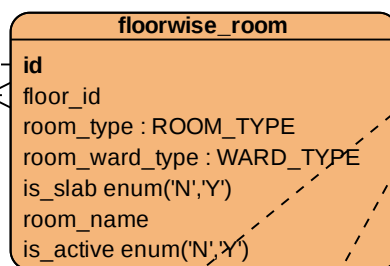 floorwise_room
id
floor_id
room_type : ROOM_TYPE
room_ward_type : WARD_TYPE
is_slab enum('N','Y')
room_name
is_active enum('N','Y')